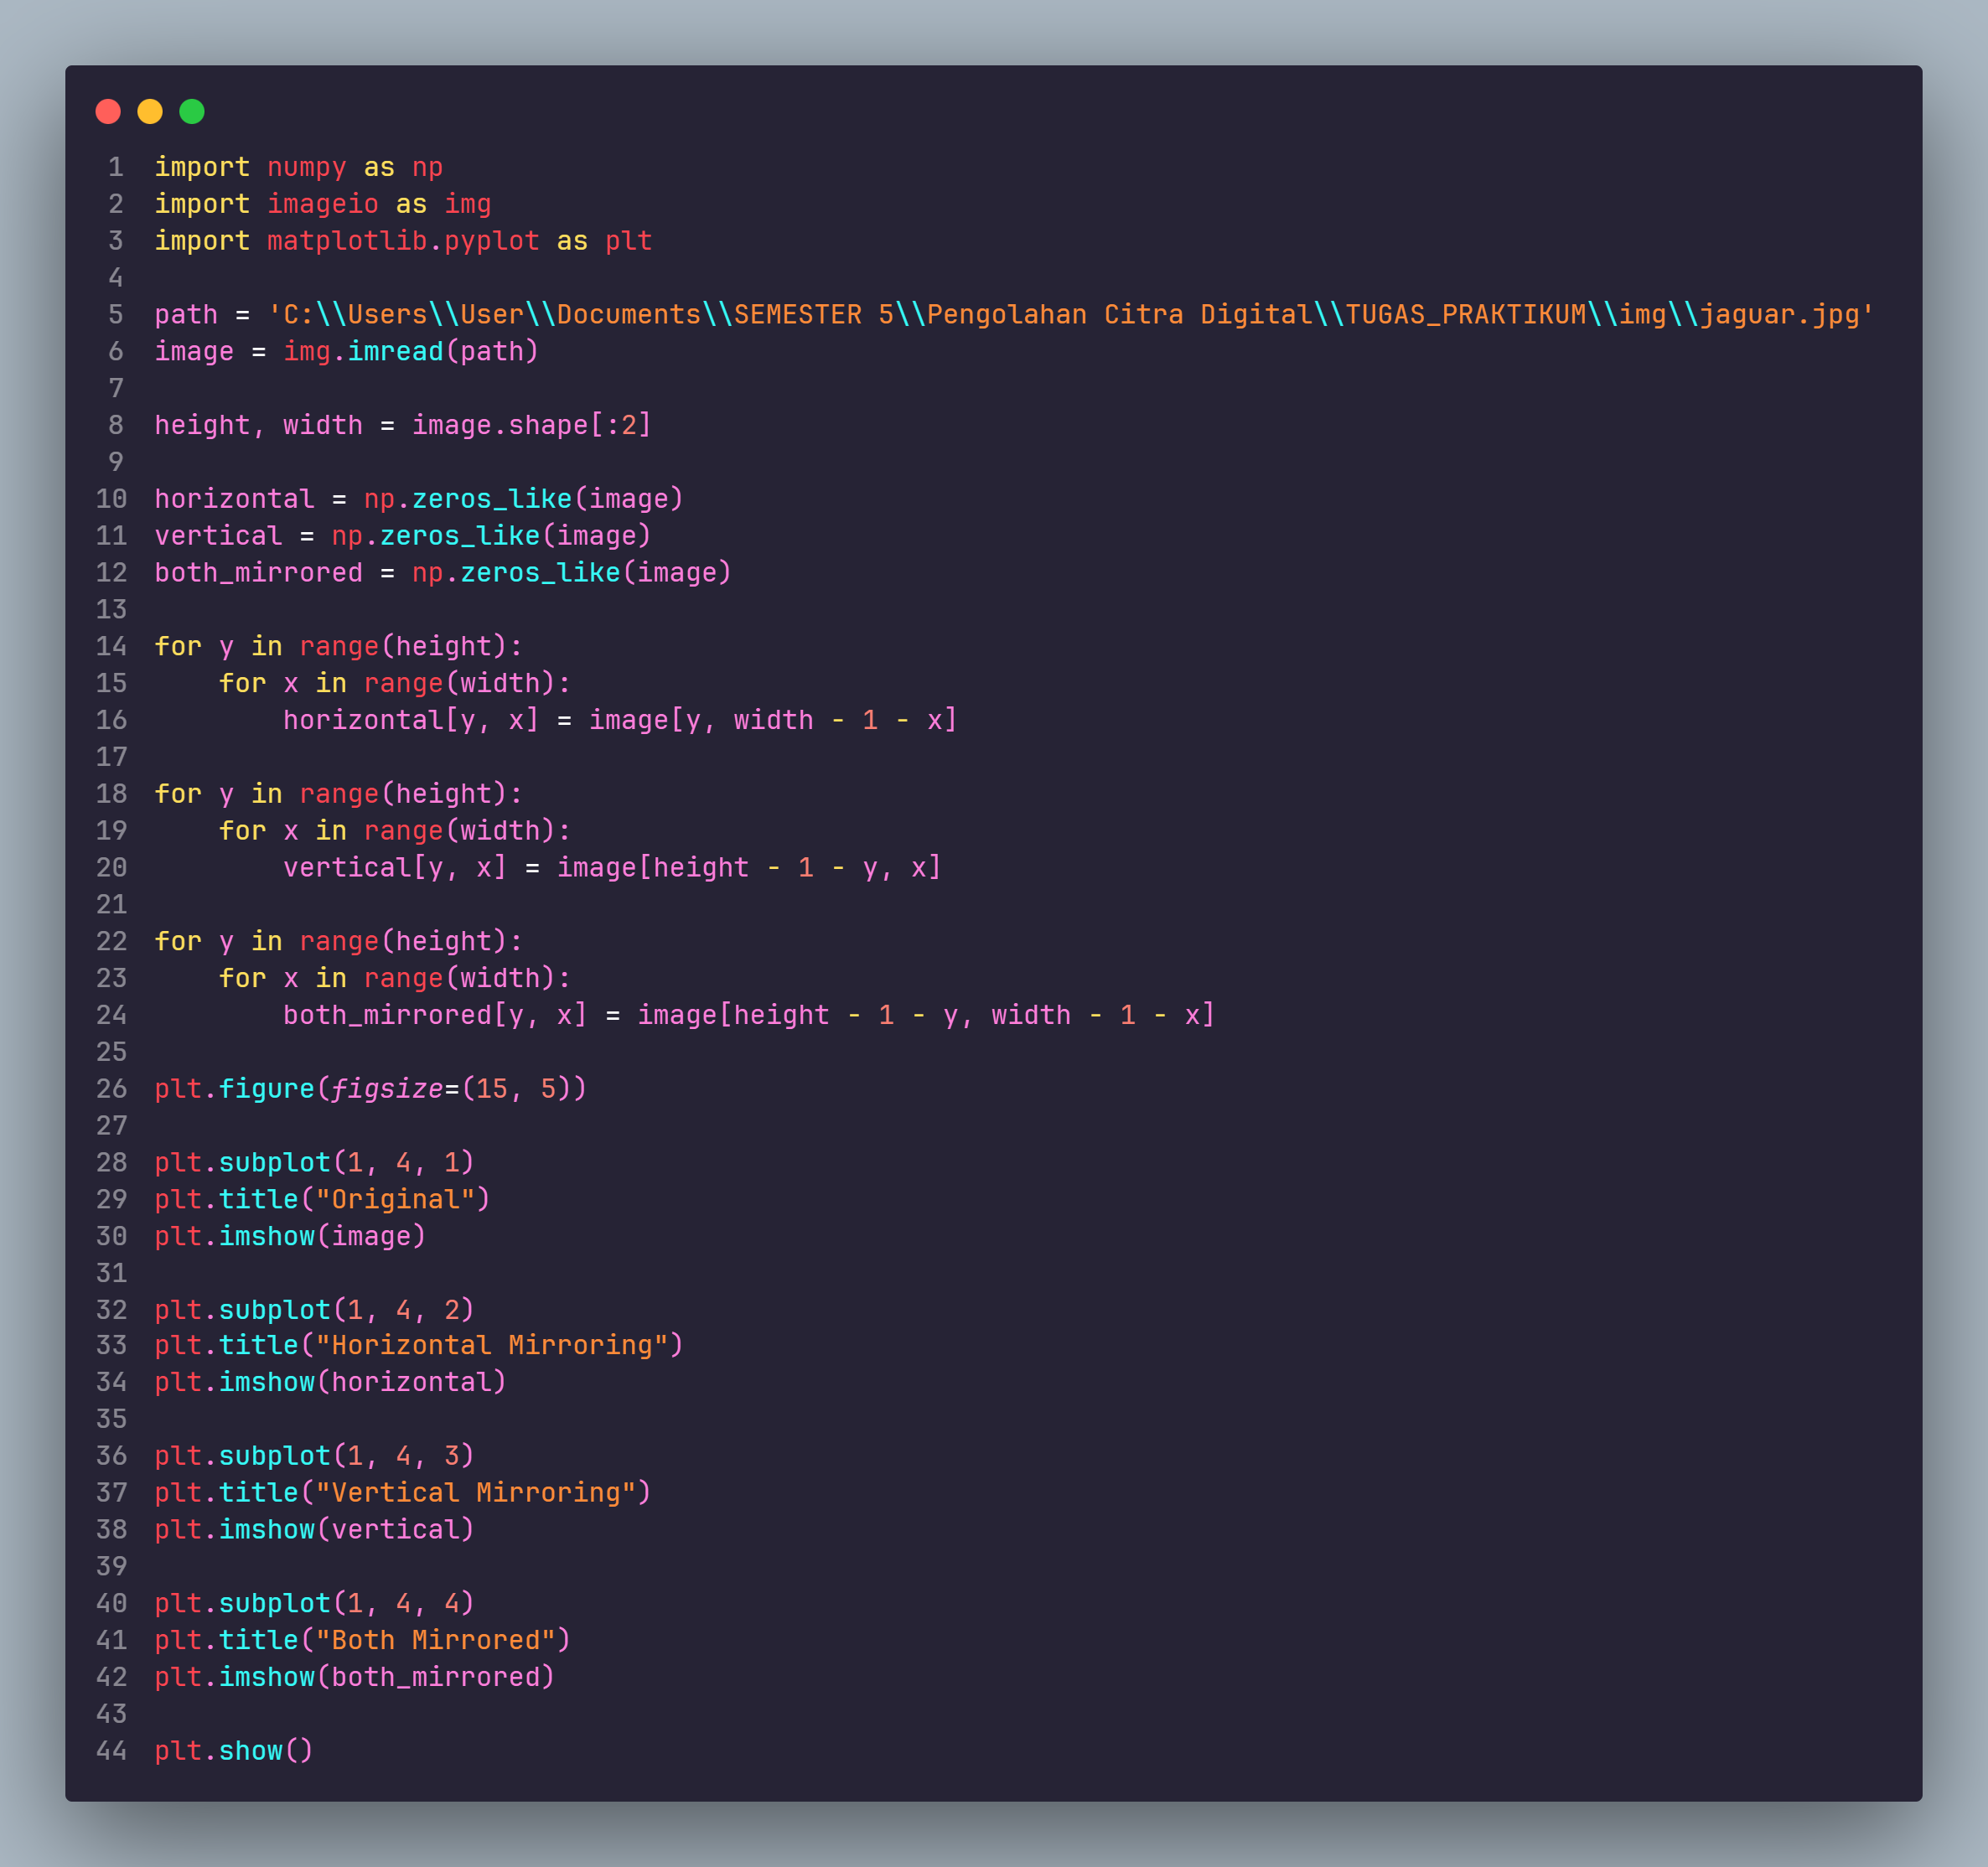 1 import numpy as np
2 import imageio as img
3 import matplotlib.pyplot as plt
4
5 path = 'C:\\Users\\User\\Documents\\SEMESTER 5\\Pengolahan Citra Digital\\TUGAS_PRAKTIKUM\\img\\jaguar.jpg'
6 image = img.imread(path)
7
8 height, width = image.shape[:2]
9
10 horizontal = np.zeros_like(image)
11 vertical = np.zeros_like(image)
12 both_mirrored = np.zeros_like(image)
13
14 for y in range(height):
15     for x in range(width):
16         horizontal[y, x] = image[y, width - 1 - x]
17
18 for y in range(height):
19     for x in range(width):
20         vertical[y, x] = image[height - 1 - y, x]
21
22 for y in range(height):
23     for x in range(width):
24         both_mirrored[y, x] = image[height - 1 - y, width - 1 - x]
25
26 plt.figure(figsize=(15, 5))
27
28 plt.subplot(1, 4, 1)
29 plt.title("Original")
30 plt.imshow(image)
31
32 plt.subplot(1, 4, 2)
33 plt.title("Horizontal Mirroring")
34 plt.imshow(horizontal)
35
36 plt.subplot(1, 4, 3)
37 plt.title("Vertical Mirroring")
38 plt.imshow(vertical)
39
40 plt.subplot(1, 4, 4)
41 plt.title("Both Mirrored")
42 plt.imshow(both_mirrored)
43
44 plt.show()